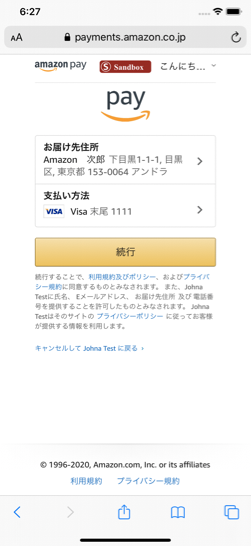 6:27
AA payments.amazon.co.jp
amazon pay S Sandbox こんにち...
pay
お届け先住所
Amazon 次郎 下目黒1-1-1, 目黒
区, 東京都 153-0064 アンドラ
支払い方法
VISA Visa 末尾 1111
続行
続行することで、利用規約及びポリシー、およびプライバ
シー規約に同意するものとみなされます。 また、Johna
Testに氏名、Eメールアドレス、 お届け住所 及び 電話番
号を提供することを許可したものとみなされます。 Johna
Testはそのサイトの プライバシーポリシー に従ってお客様
が提供する情報を利用します。
キャンセルして Johna Test に戻る »
© 1996-2020, Amazon.com, Inc. or its affiliates
利用規約 プライバシー規約